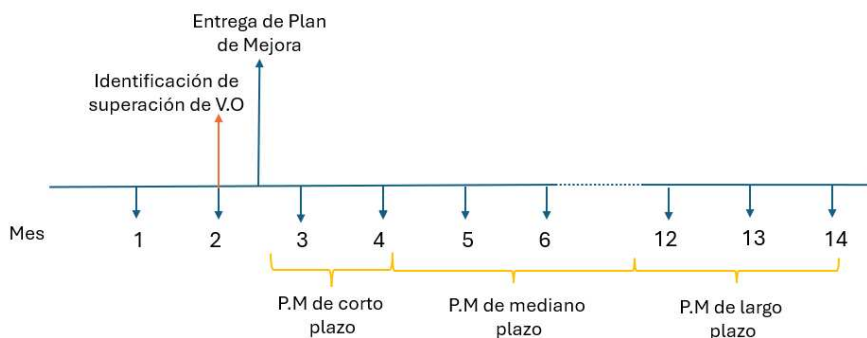 Entrega de Plan
de Mejora
Identificación de
superación de V.O
Mes
1 2 3 4 5 6 12 13 14
P.M de corto
plazo
P.M de mediano
plazo
P.M de largo
plazo